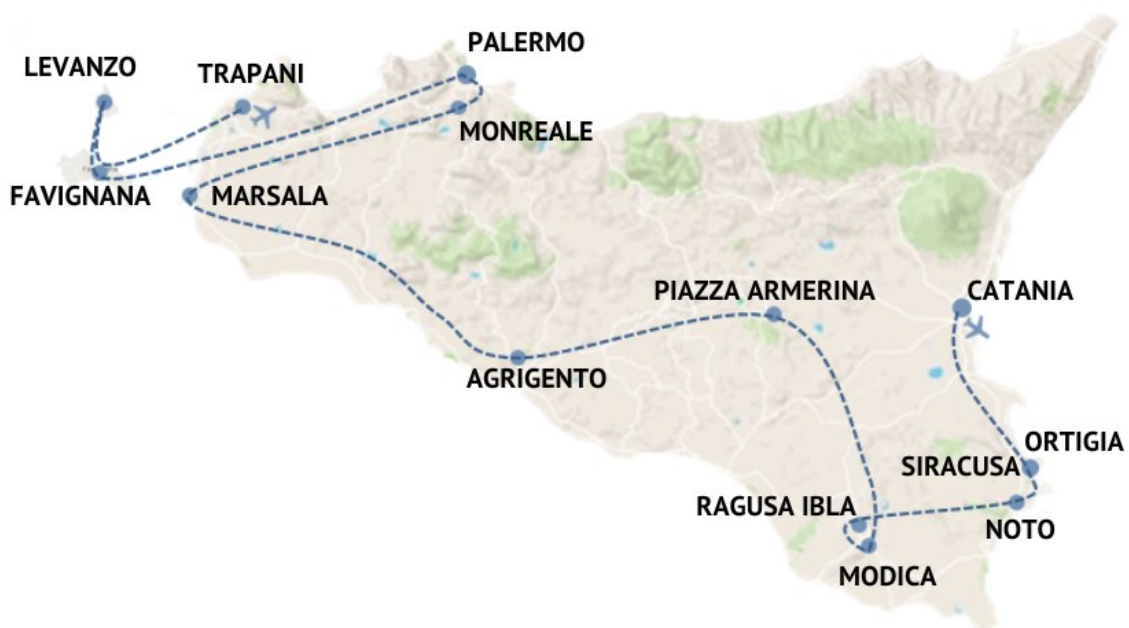 PALERMO
LEVANZO
TRAPANI
MONREALE
FAVIGNANA
MARSALA
PIAZZA ARMERINA
CATANIA
AGRIGENTO
ORTIGIA
SIRACUSA
RAGUSA IBLA
NOTO
MODICA